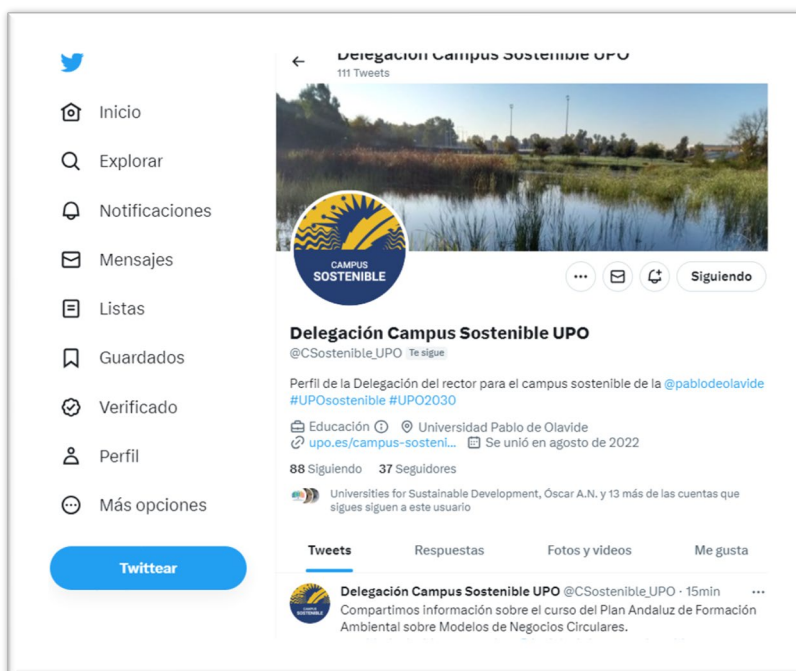 Inicio
Explorar
Notificaciones
Mensajes
Listas
Guardados
Verificado
Perfil
Más opciones
Twittear
Delegación Campus Sostenible UPO
111 Tweets
CAMPUS
SOSTENIBLE
Siguiendo
Delegación Campus Sostenible UPO
@CSostenible_UPO Te sigue
Perfil de la Delegación del rector para el campus sostenible de la @pablodeolavide
#UPOsostenible #UPO2030
Educación Universidad Pablo de Olavide
upo.es/campus-sosteni... Se unió en agosto de 2022
88 Siguiendo 37 Seguidores
Universities for Sustainable Development, Óscar A.N. y 13 más de las cuentas que
sigues siguen a este usuario
Tweets Respuestas Fotos y videos Me gusta
Delegación Campus Sostenible UPO @CSostenible_UPO · 15min
CAMPUS
SOSTENIBLE
Compartimos información sobre el curso del Plan Andaluz de Formación
Ambiental sobre Modelos de Negocios Circulares.